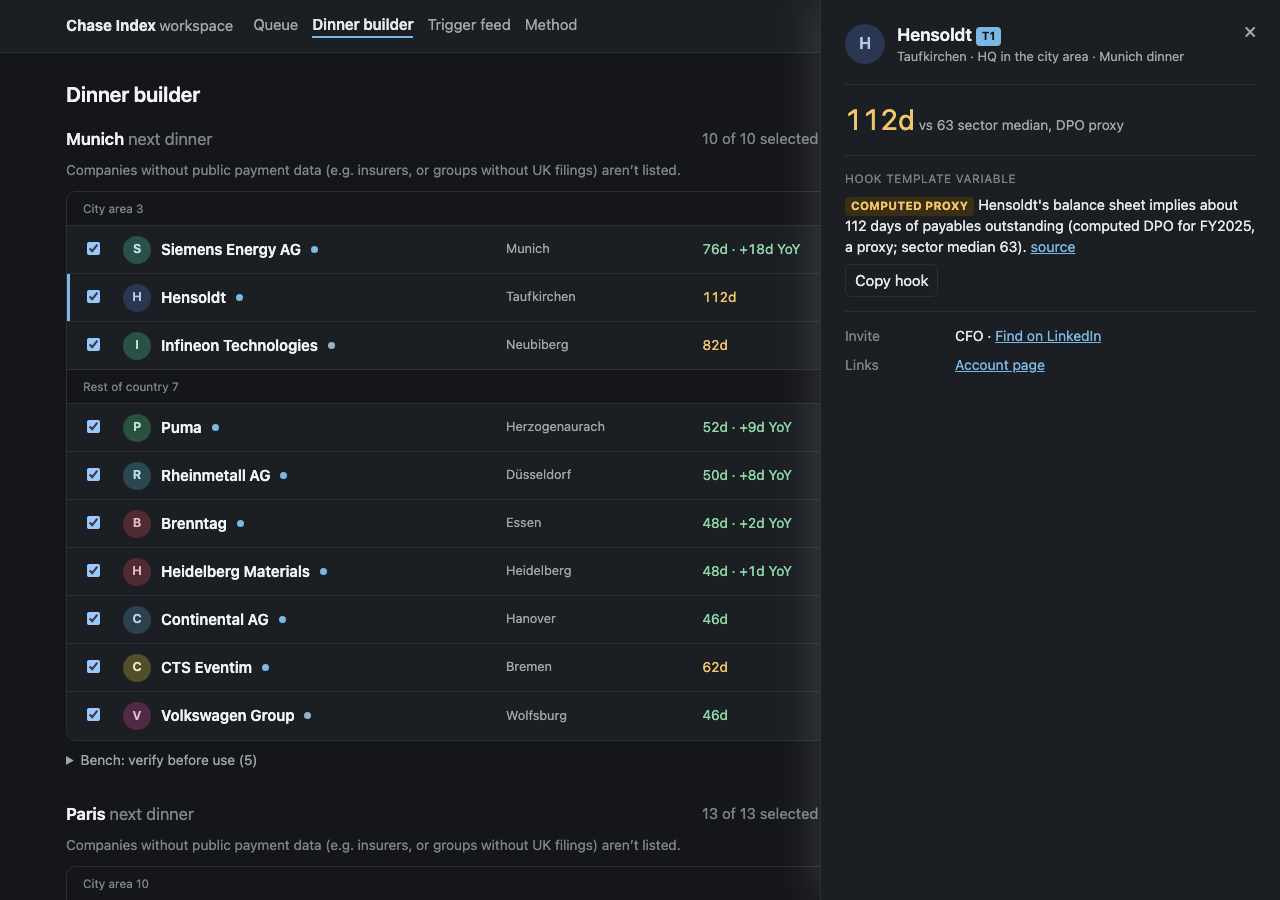 Chase Index workspace Queue Dinner builder Trigger feed Method
Dinner builder
Munich next dinner 10 of 10 selected
Companies without public payment data (e.g. insurers, or groups without UK filings) aren’t listed.
City area 3
S Siemens Energy AG Munich 76d · +18d YoY
H Hensoldt Taufkirchen 112d
I Infineon Technologies Neubiberg 82d
Rest of country 7
P Puma Herzogenaurach 52d · +9d YoY
R Rheinmetall AG Düsseldorf 50d · +8d YoY
B Brenntag Essen 48d · +2d YoY
H Heidelberg Materials Heidelberg 48d · +1d YoY
C Continental AG Hanover 46d
C CTS Eventim Bremen 62d
V Volkswagen Group Wolfsburg 46d
Bench: verify before use (5)
Paris next dinner 13 of 13 selected
Companies without public payment data (e.g. insurers, or groups without UK filings) aren’t listed.
City area 10
H Hensoldt T1 ×
Taufkirchen · HQ in the city area · Munich dinner
112d vs 63 sector median, DPO proxy
HOOK TEMPLATE VARIABLE
COMPUTED PROXY Hensoldt's balance sheet implies about
112 days of payables outstanding (computed DPO for FY2025,
a proxy; sector median 63). source
Copy hook
Invite CFO · Find on LinkedIn
Links Account page